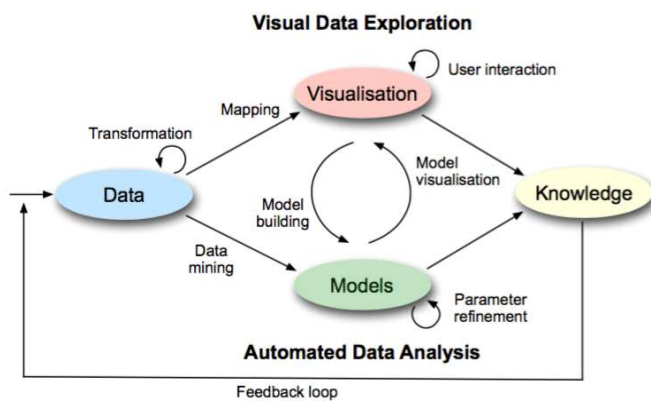 Visual Data Exploration
User interaction
Visualisation
Mapping
Transformation
Model
visualisation
Data
Knowledge
Model
building
Data
mining
Models
Parameter
refinement
Automated Data Analysis
Feedback loop